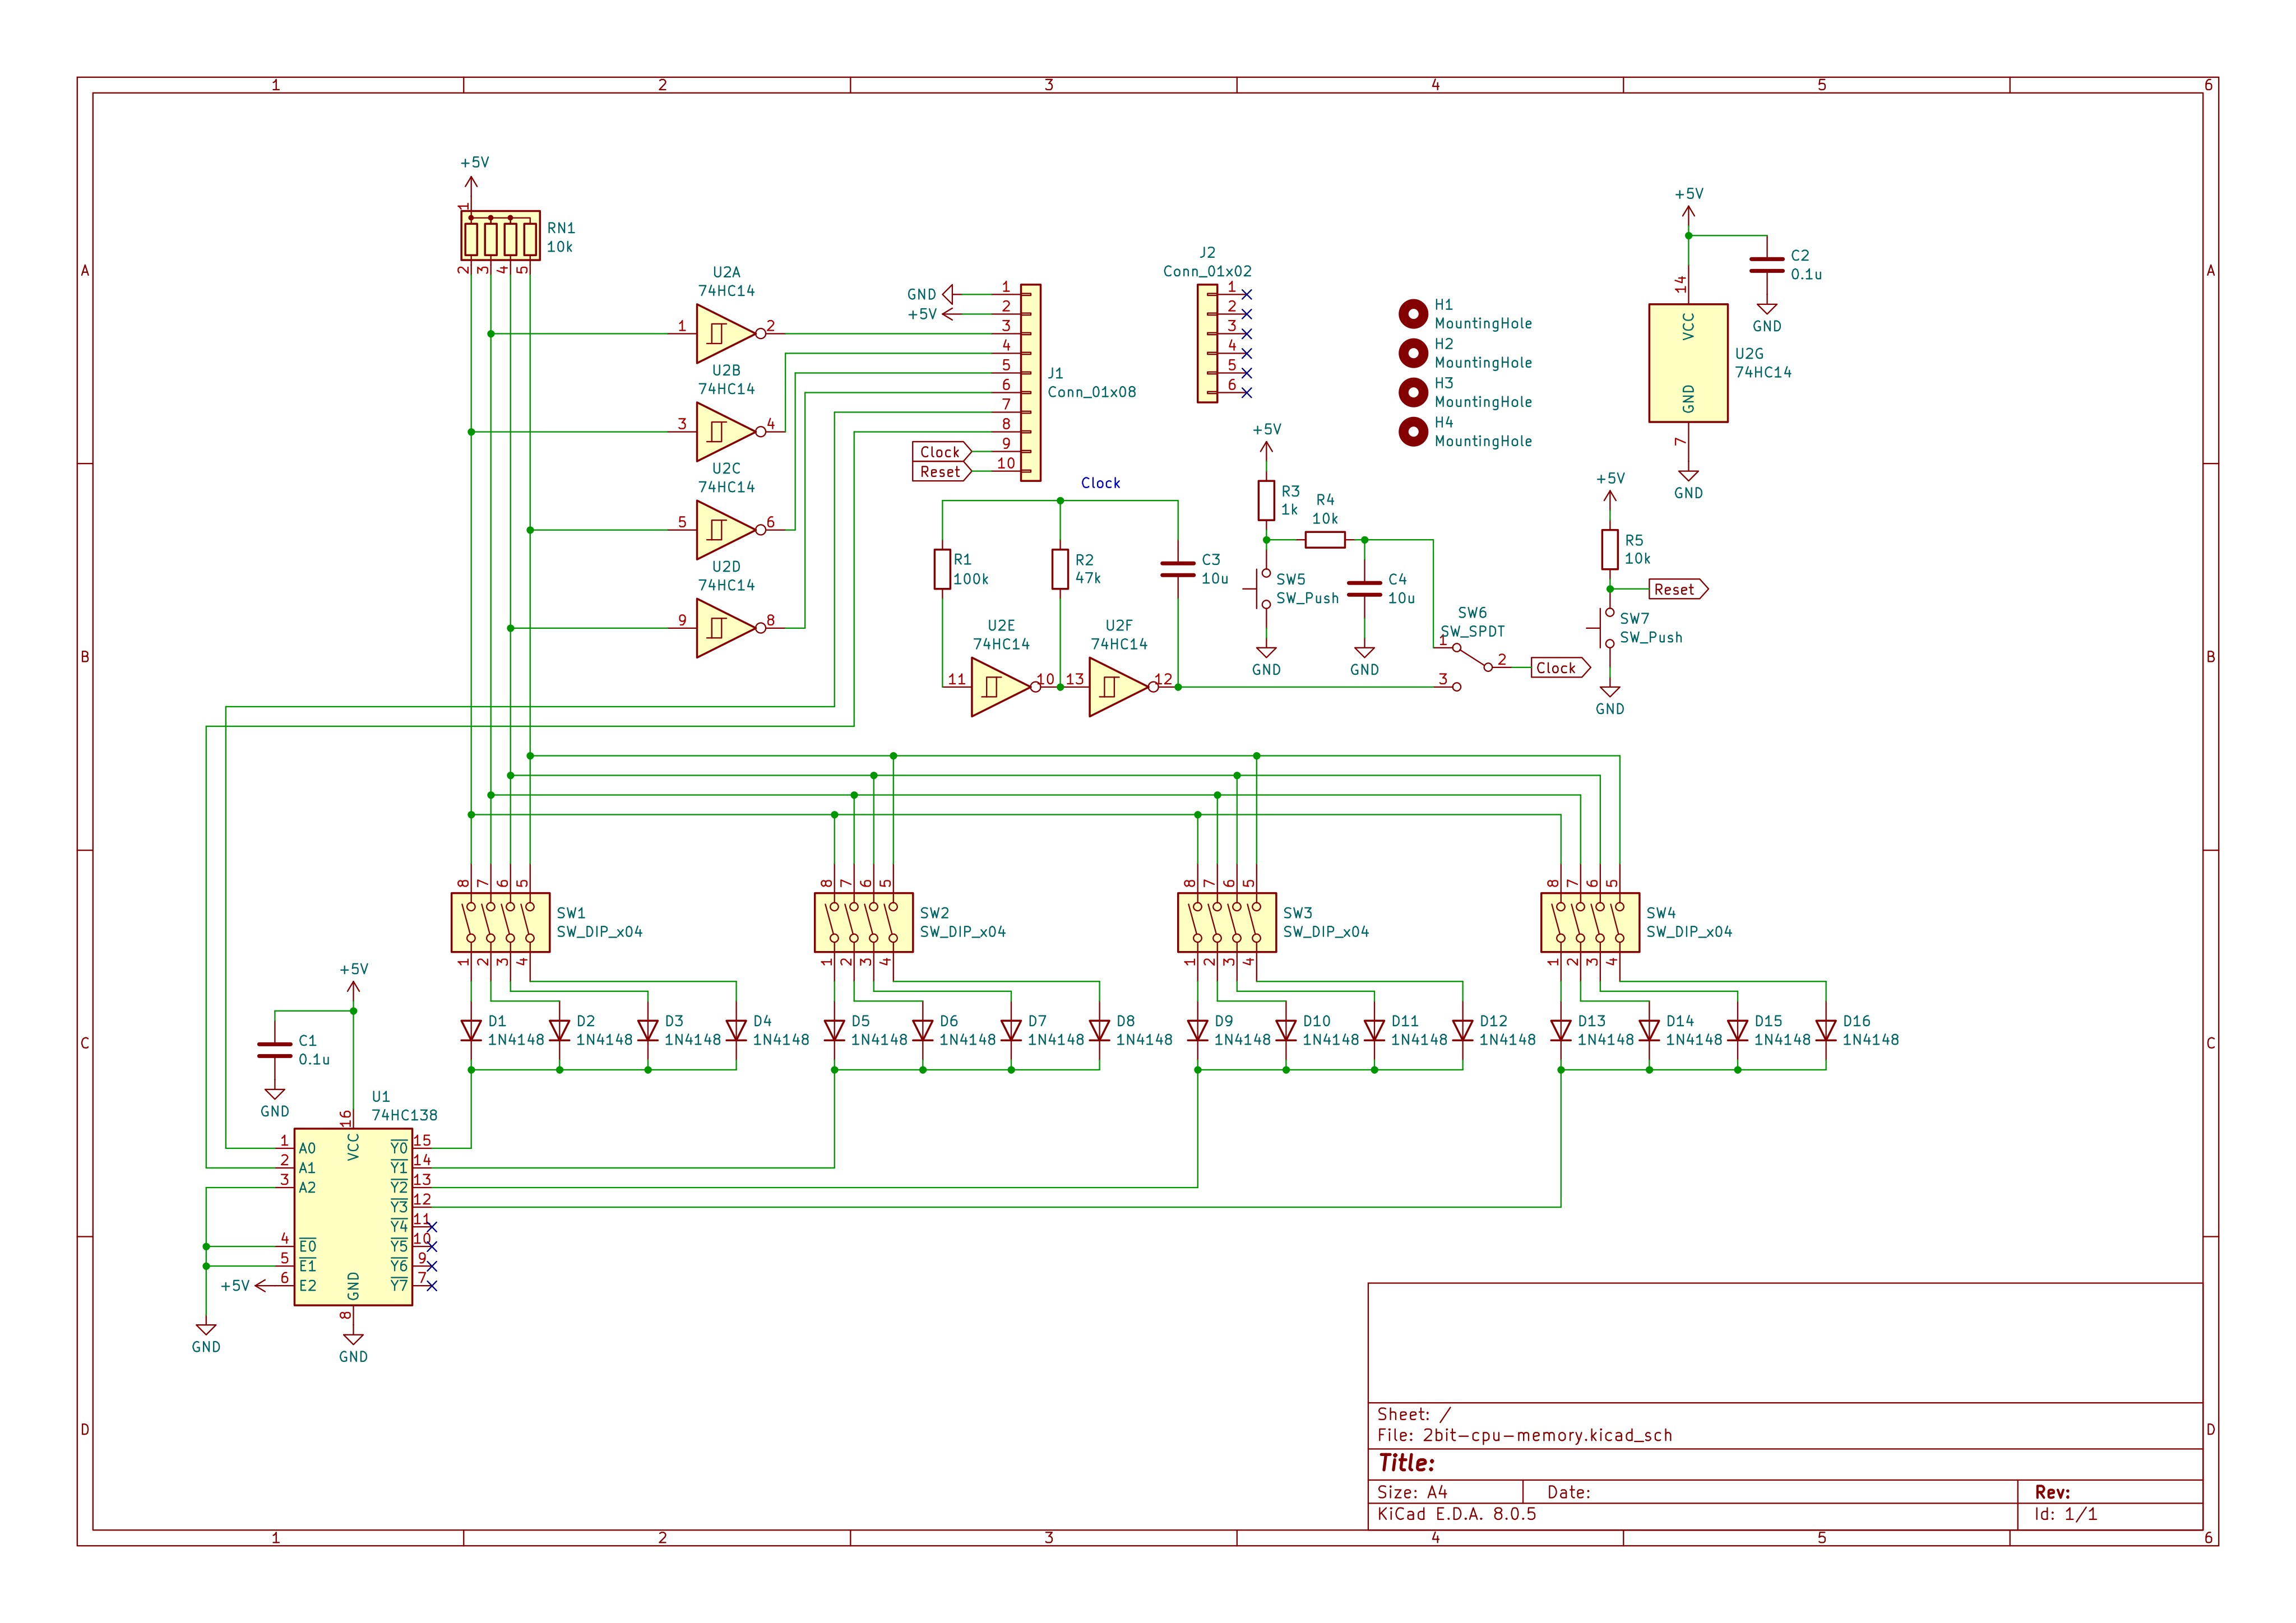 1 2 3 4 5 6
A A
B B
C C
D D
1 2 3 4 5 6
+5V
1
RN1
10k
2 3 4 5
U2A
74HC14
1 2
U2B
74HC14
3 4
U2C
74HC14
5 6
U2D
74HC14
9 8
GND
+5V
1
2
3
4
5
6
7
8
9
10
Clock
Reset
J1
Conn_01x08
J2
Conn_01x02
1
2
3
4
5
6
H1
MountingHole
H2
MountingHole
H3
MountingHole
H4
MountingHole
+5V
C2
0.1u
GND
14
VCC
GND
7
U2G
74HC14
GND
Clock
R1
100k
R2
47k
C3
10u
U2E
74HC14
11 10
U2F
74HC14
13 12
+5V
R3
1k
R4
10k
SW5
SW_Push
GND
C4
10u
GND
SW6
SW_SPDT
1
2
3
Clock
+5V
R5
10k
Reset
SW7
SW_Push
GND
8 7 6 5
SW1
SW_DIP_x04
1 2 3 4
8 7 6 5
SW2
SW_DIP_x04
1 2 3 4
8 7 6 5
SW3
SW_DIP_x04
1 2 3 4
8 7 6 5
SW4
SW_DIP_x04
1 2 3 4
D1
1N4148
D2
1N4148
D3
1N4148
D4
1N4148
D5
1N4148
D6
1N4148
D7
1N4148
D8
1N4148
D9
1N4148
D10
1N4148
D11
1N4148
D12
1N4148
D13
1N4148
D14
1N4148
D15
1N4148
D16
1N4148
+5V
C1
0.1u
GND
U1
74HC138
16
VCC
1 A0 Y0 15
2 A1 Y1 14
3 A2 Y2 13
Y3 12
Y4 11
4 E0 Y5 10
5 E1 Y6 9
+5V 6 E2 Y7 7
GND
8
GND
GND
Sheet: /
File: 2bit-cpu-memory.kicad_sch
Title:
Size: A4 Date: Rev:
KiCad E.D.A. 8.0.5 Id: 1/1